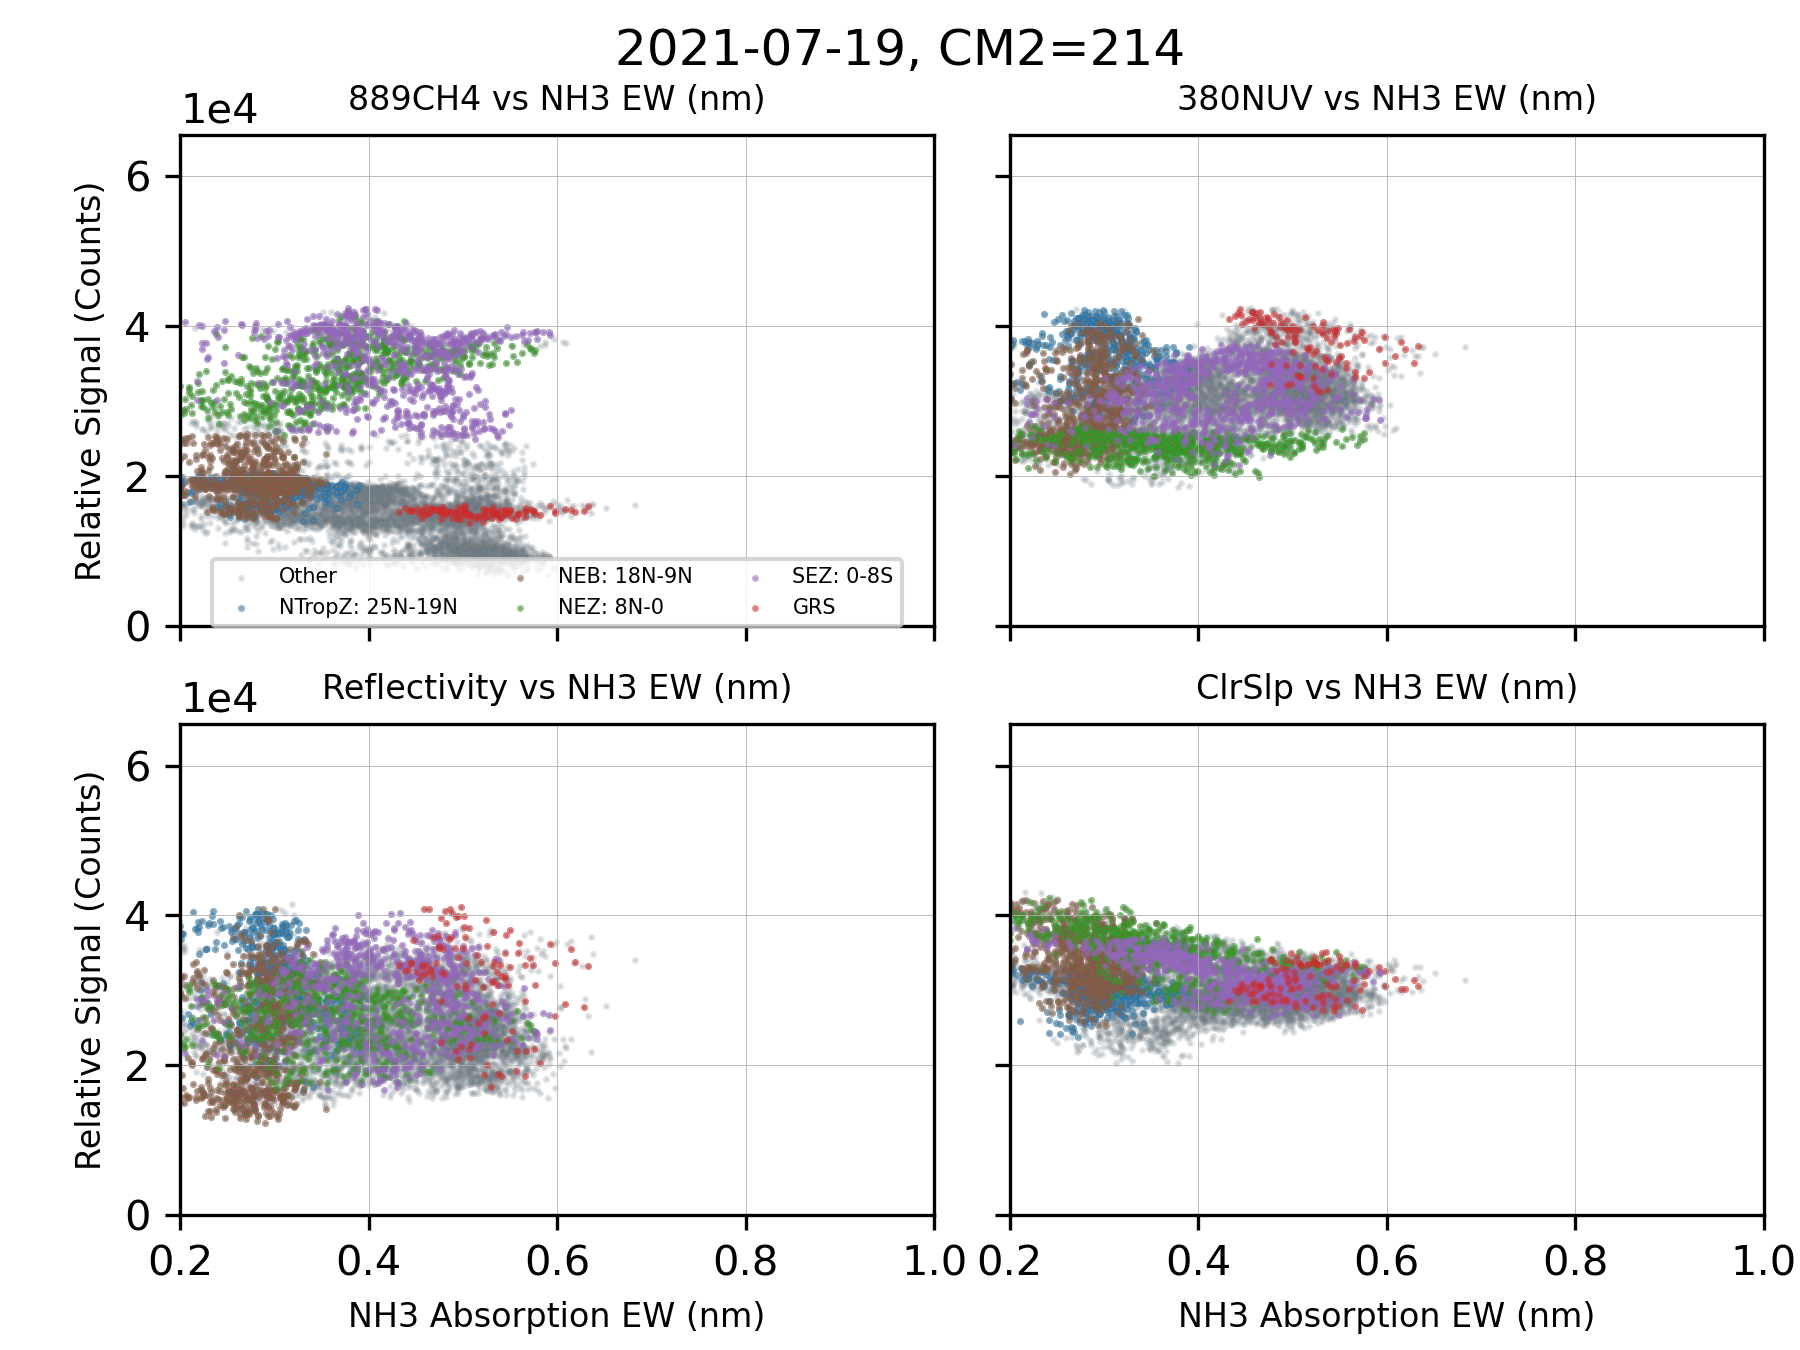 2021-07-19, CM2=214
889CH4 vs NH3 EW (nm)
380NUV vs NH3 EW (nm)
1e4
6
4
2
0
Relative Signal (Counts)
Other
NTropZ: 25N-19N
NEB: 18N-9N
NEZ: 8N-0
SEZ: 0-8S
GRS
Reflectivity vs NH3 EW (nm)
ClrSlp vs NH3 EW (nm)
1e4
6
4
2
0
Relative Signal (Counts)
0.2 0.4 0.6 0.8 1.0
0.2 0.4 0.6 0.8 1.0
NH3 Absorption EW (nm)
NH3 Absorption EW (nm)